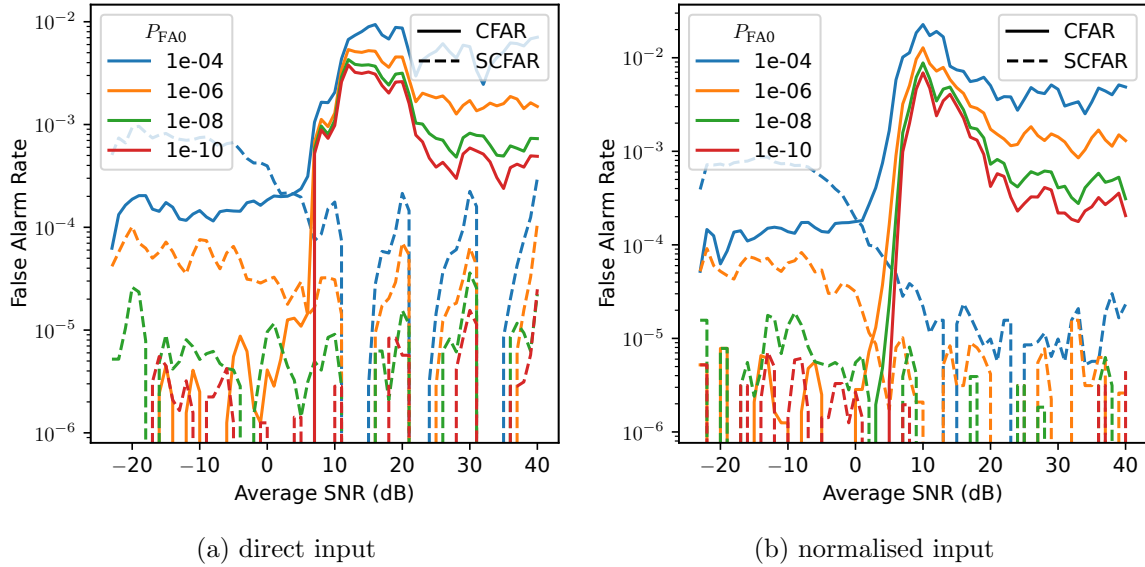 P_FA0
1e-04
1e-06
1e-08
1e-10
CFAR
SCFAR
False Alarm Rate
10⁻²
10⁻³
10⁻⁴
10⁻⁵
10⁻⁶
−20 −10 0 10 20 30 40
Average SNR (dB)
(a) direct input
P_FA0
1e-04
1e-06
1e-08
1e-10
CFAR
SCFAR
False Alarm Rate
10⁻²
10⁻³
10⁻⁴
10⁻⁵
10⁻⁶
−20 −10 0 10 20 30 40
Average SNR (dB)
(b) normalised input